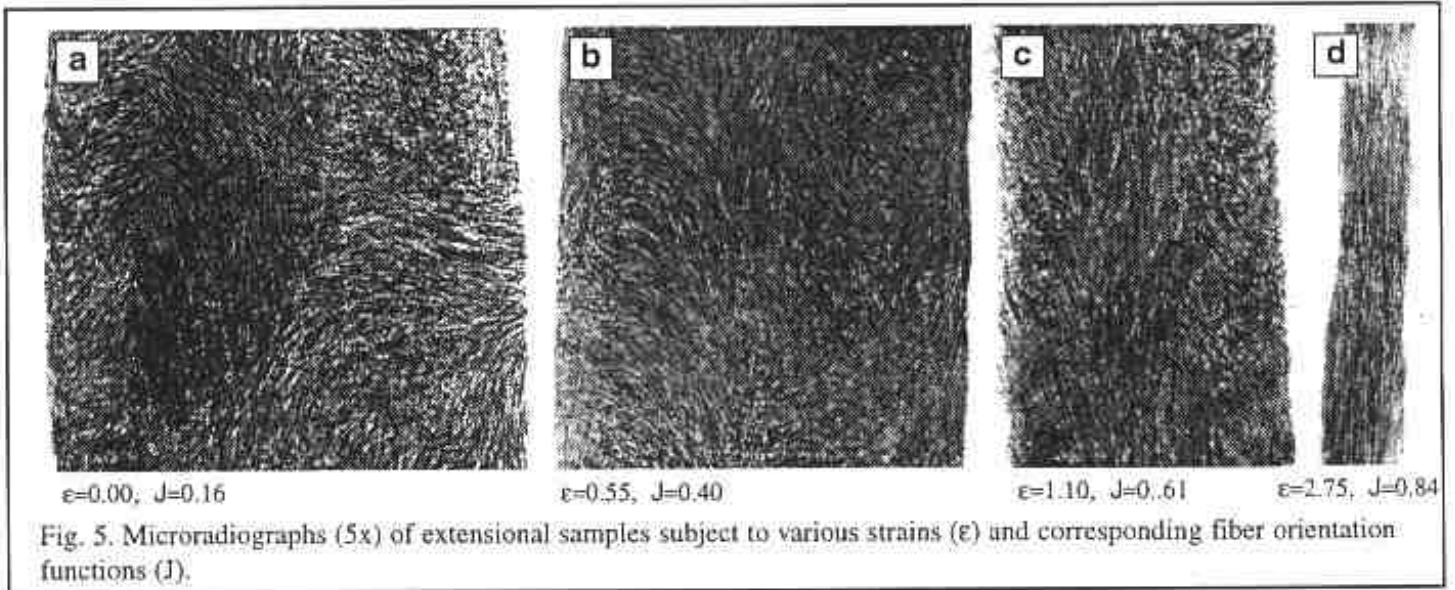 a b c d
ε=0.00, J=0.16 ε=0.55, J=0.40 ε=1.10, J=0..61 ε=2.75, J=0.84
Fig. 5. Microradiographs (5x) of extensional samples subject to various strains (ε) and corresponding fiber orientation
functions (J).